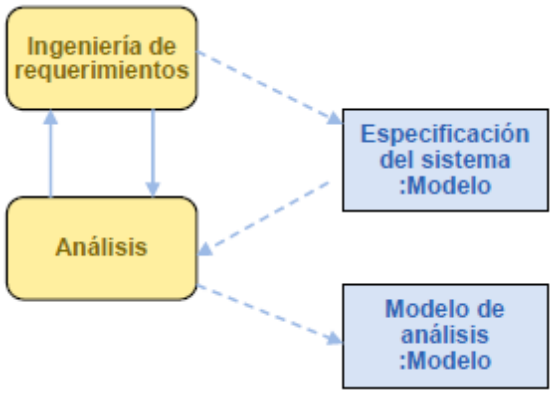 Ingeniería de
requerimientos
Especificación
del sistema
:Modelo
Análisis
Modelo de
análisis
:Modelo